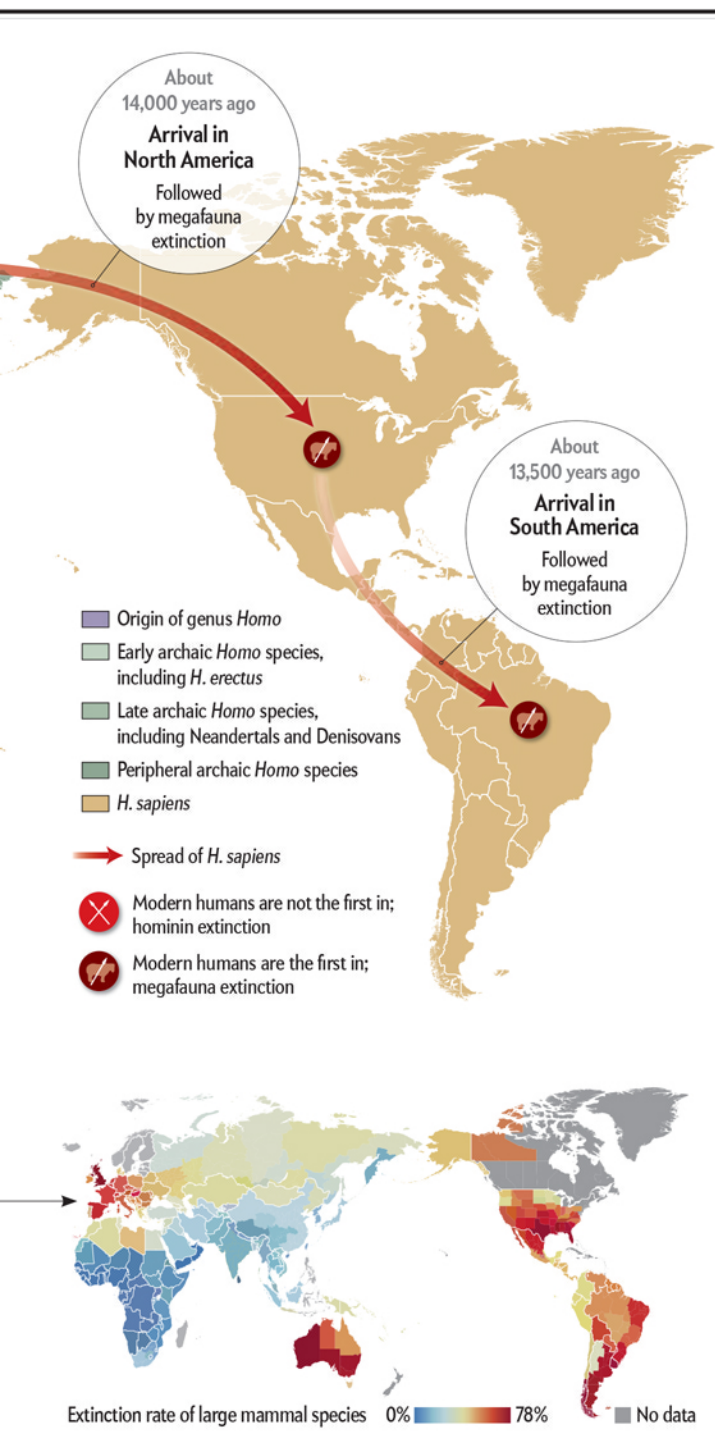 About
14,000 years ago
Arrival in
North America
Followed
by megafauna
extinction
About
13,500 years ago
Arrival in
South America
Followed
by megafauna
extinction
Origin of genus Homo
Early archaic Homo species,
including H. erectus
Late archaic Homo species,
including Neandertals and Denisovans
Peripheral archaic Homo species
H. sapiens
Spread of H. sapiens
Modern humans are not the first in;
hominin extinction
Modern humans are the first in;
megafauna extinction
Extinction rate of large mammal species 0% 78% No data